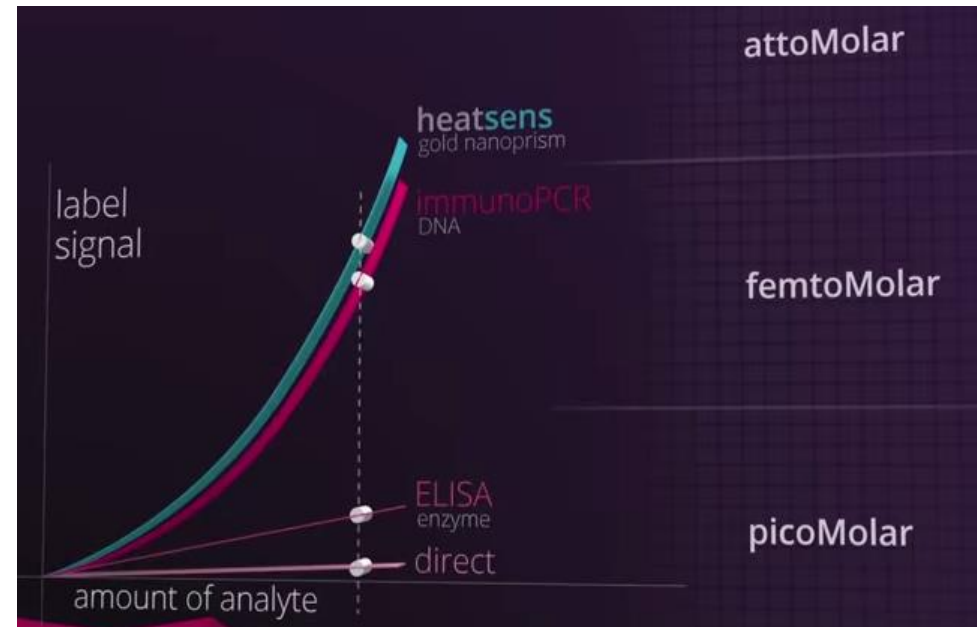 attoMolar
heatsens
gold nanoprism
label
signal
immunoPCR
DNA
femtoMolar
ELISA
enzyme
picoMolar
direct
amount of analyte